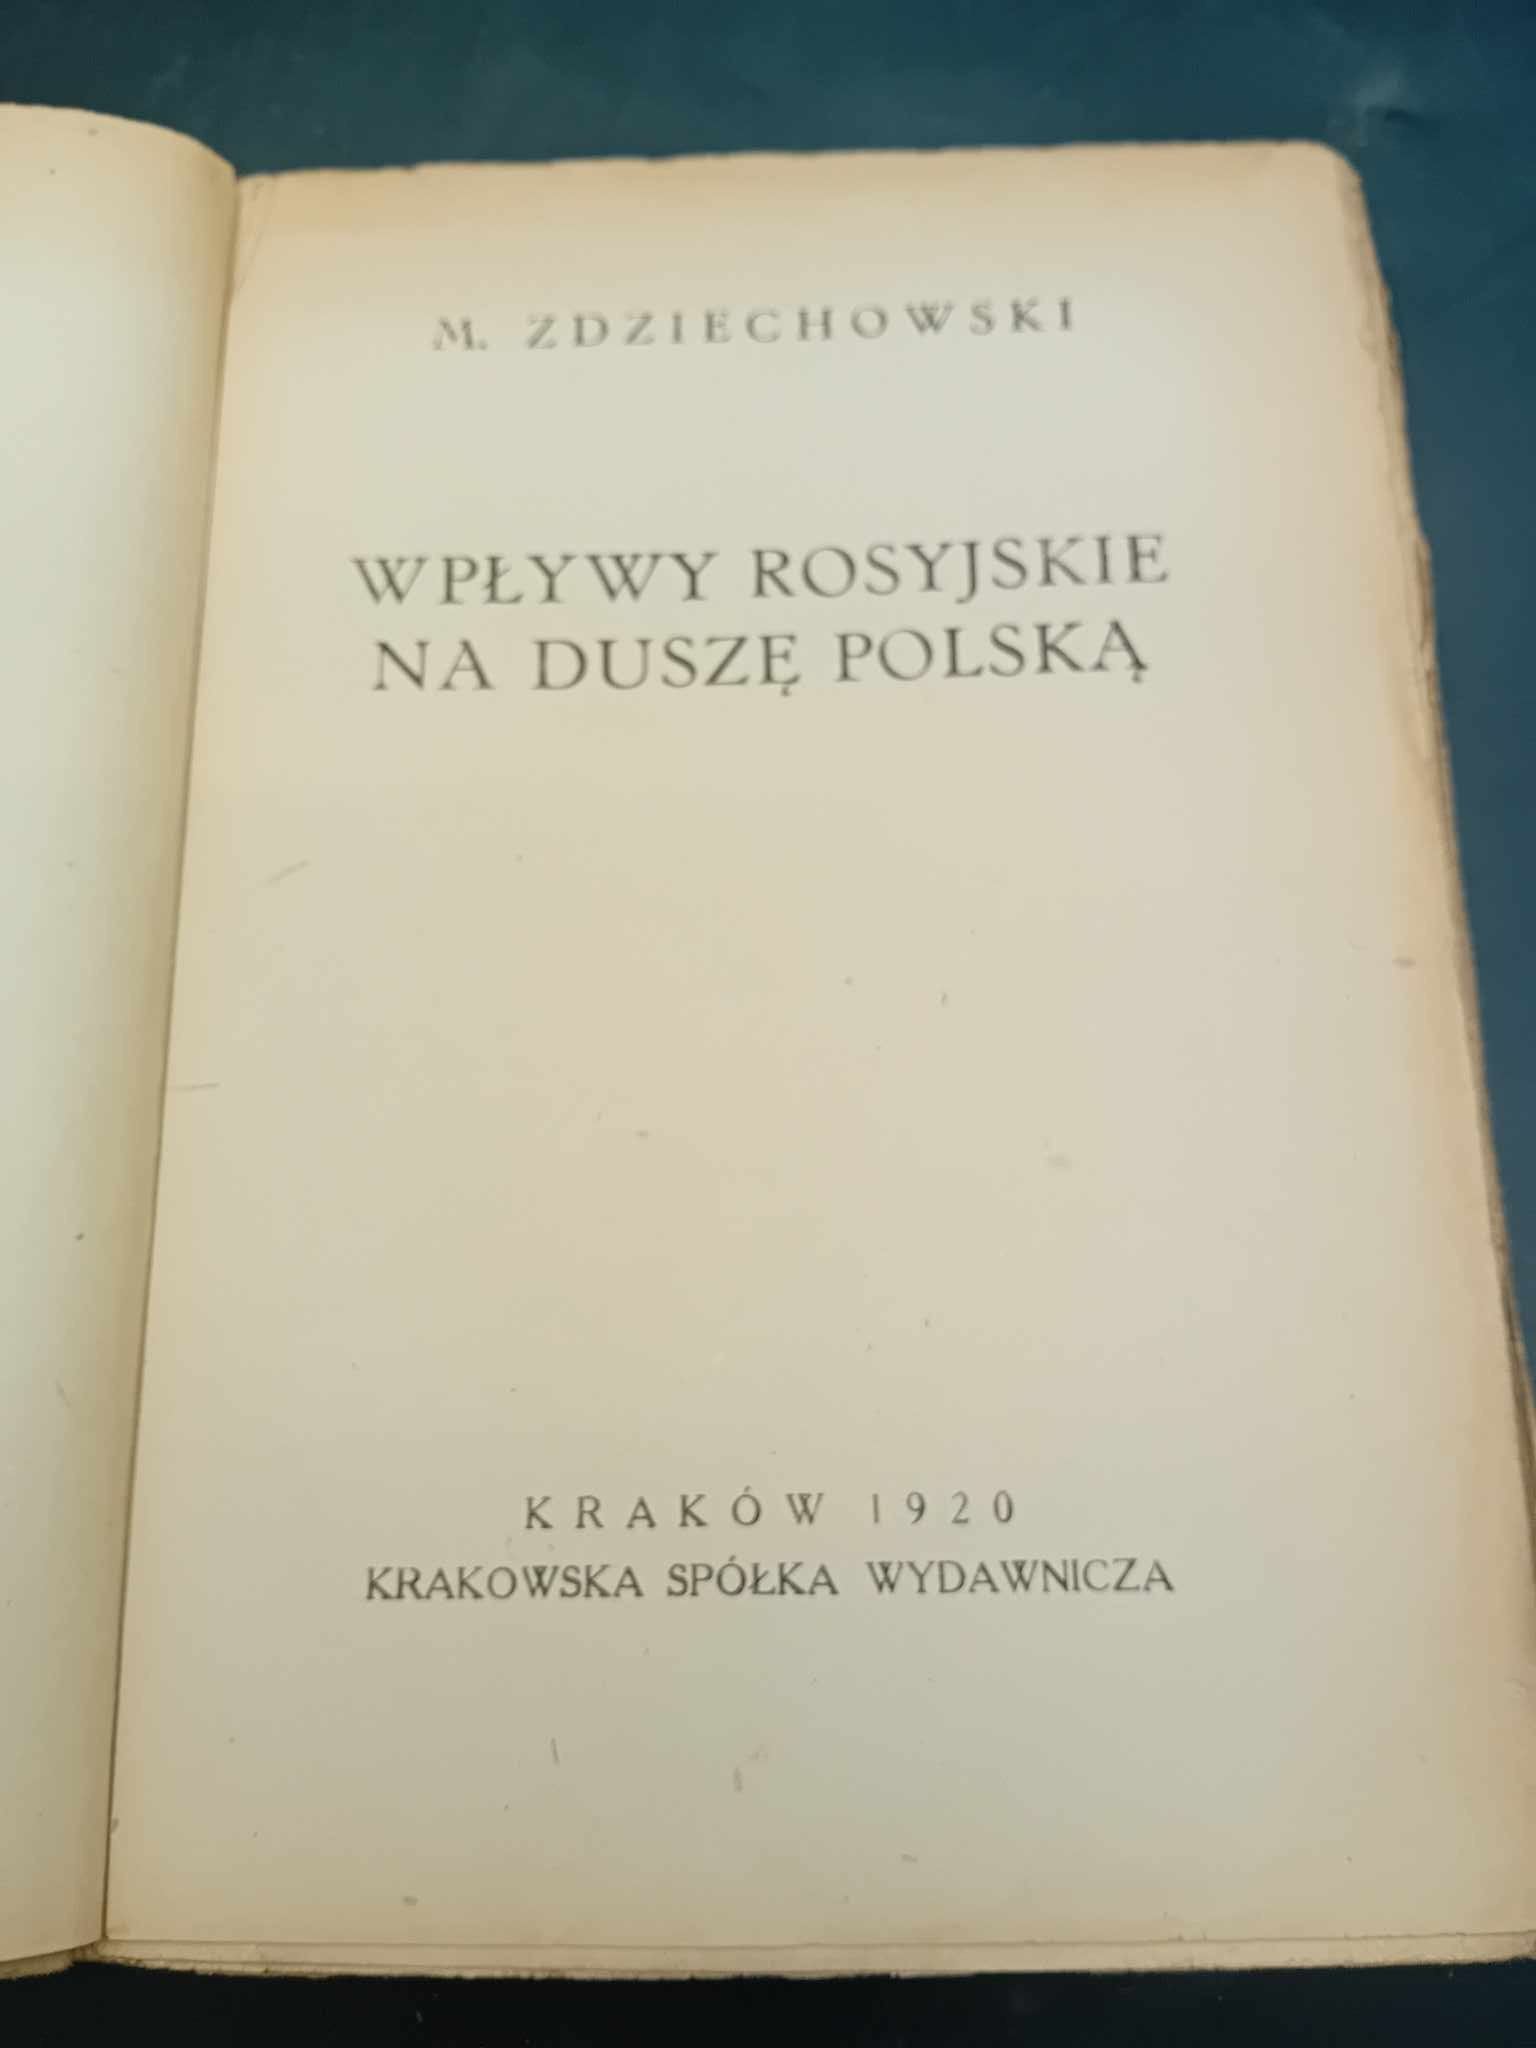 M. ZDZIECHOWSKI
WPŁYWY ROSYJSKIE
NA DUSZĘ POLSKĄ
KRAKÓW 1920
KRAKOWSKA SPÓŁKA WYDAWNICZA